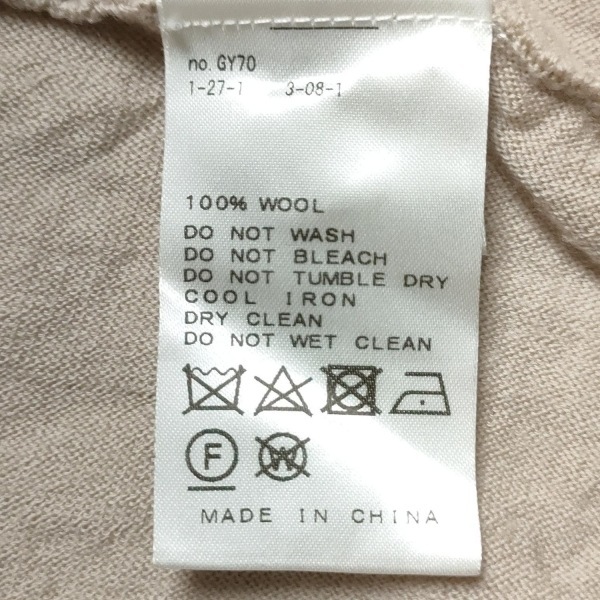 no. GY70
1-27-1 3-08-1
100% WOOL
DO NOT WASH
DO NOT BLEACH
DO NOT TUMBLE DRY
COOL IRON
DRY CLEAN
DO NOT WET CLEAN
F W
MADE IN CHINA